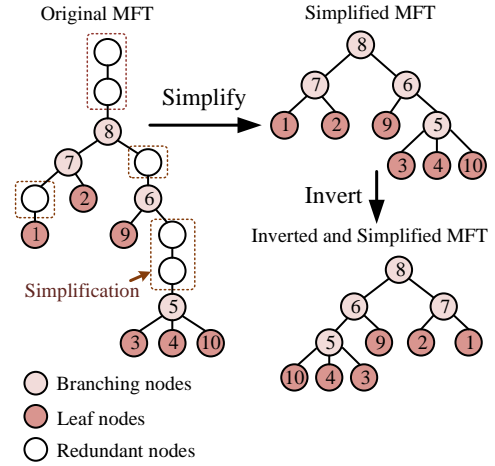 Original MFT
Simplified MFT
8
7 6
1 2 9 5
3 4 10
Simplify
8
7
2 6
1 9
Simplification
5
3 4 10
Invert
Inverted and Simplified MFT
8
6 7
5 9 2 1
10 4 3
Branching nodes
Leaf nodes
Redundant nodes